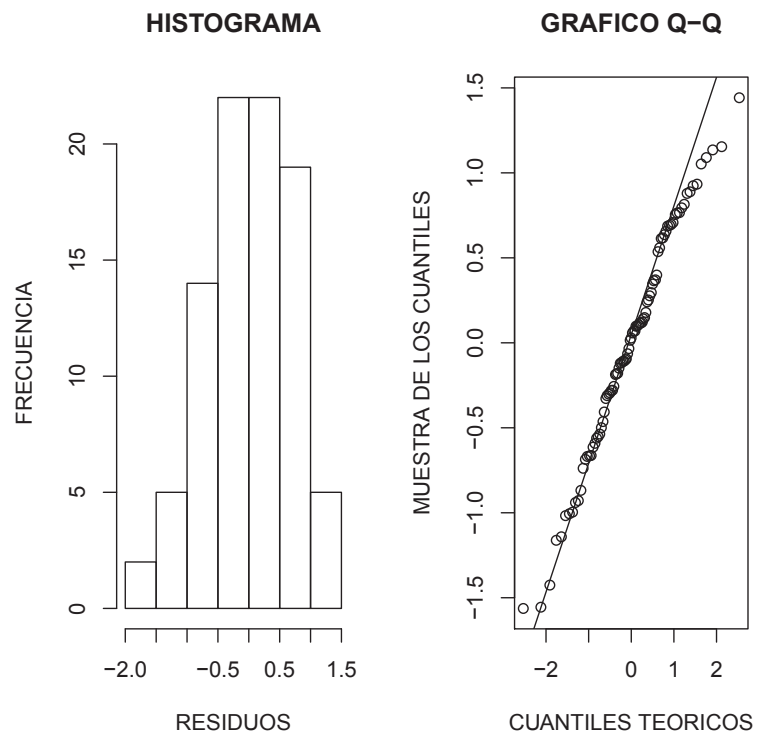 HISTOGRAMA
FRECUENCIA
20
15
10
5
0
−2.0 −0.5 0.5 1.5
RESIDUOS
GRAFICO Q−Q
MUESTRA DE LOS CUANTILES
1.5
1.0
0.5
0.0
−0.5
−1.0
−1.5
−2 0 1 2
CUANTILES TEORICOS